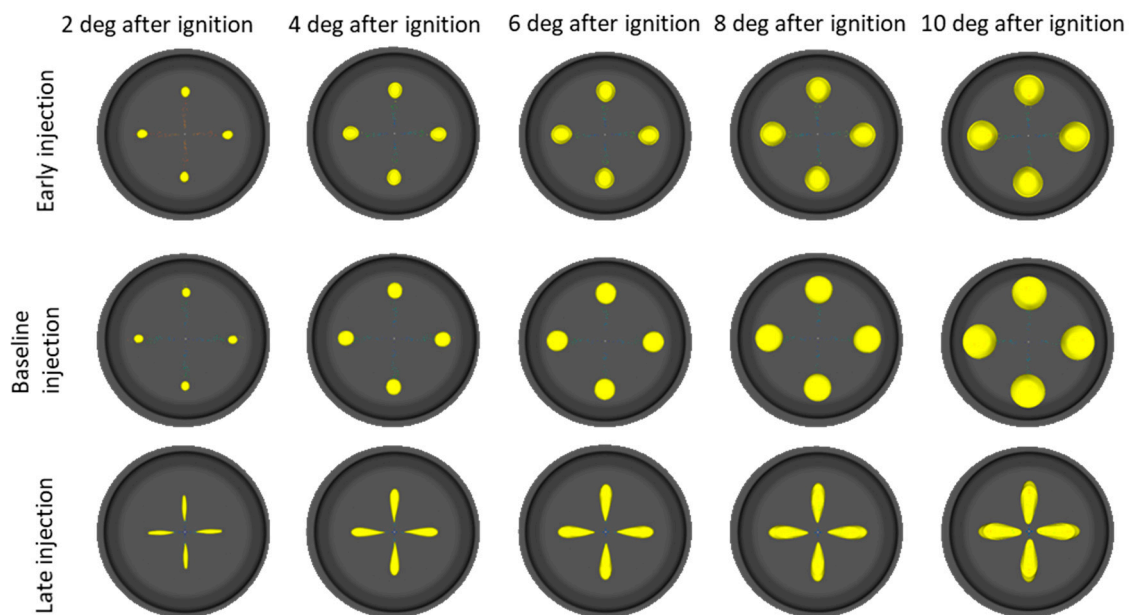 2 deg after ignition
4 deg after ignition
6 deg after ignition
8 deg after ignition
10 deg after ignition
Early injection
Baseline
injection
Late injection